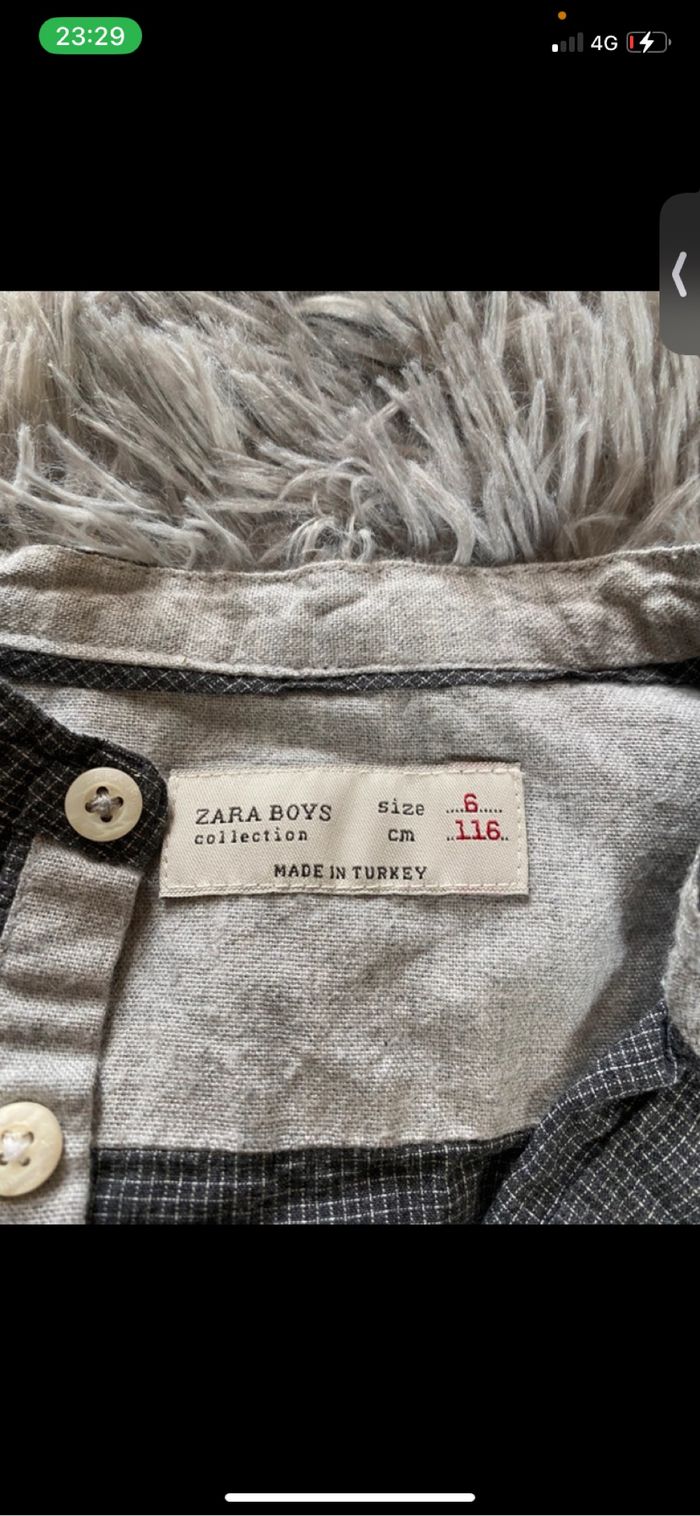 23:29
4G
ZARA BOYS size ....6.....
collection cm ..116..
MADE IN TURKEY